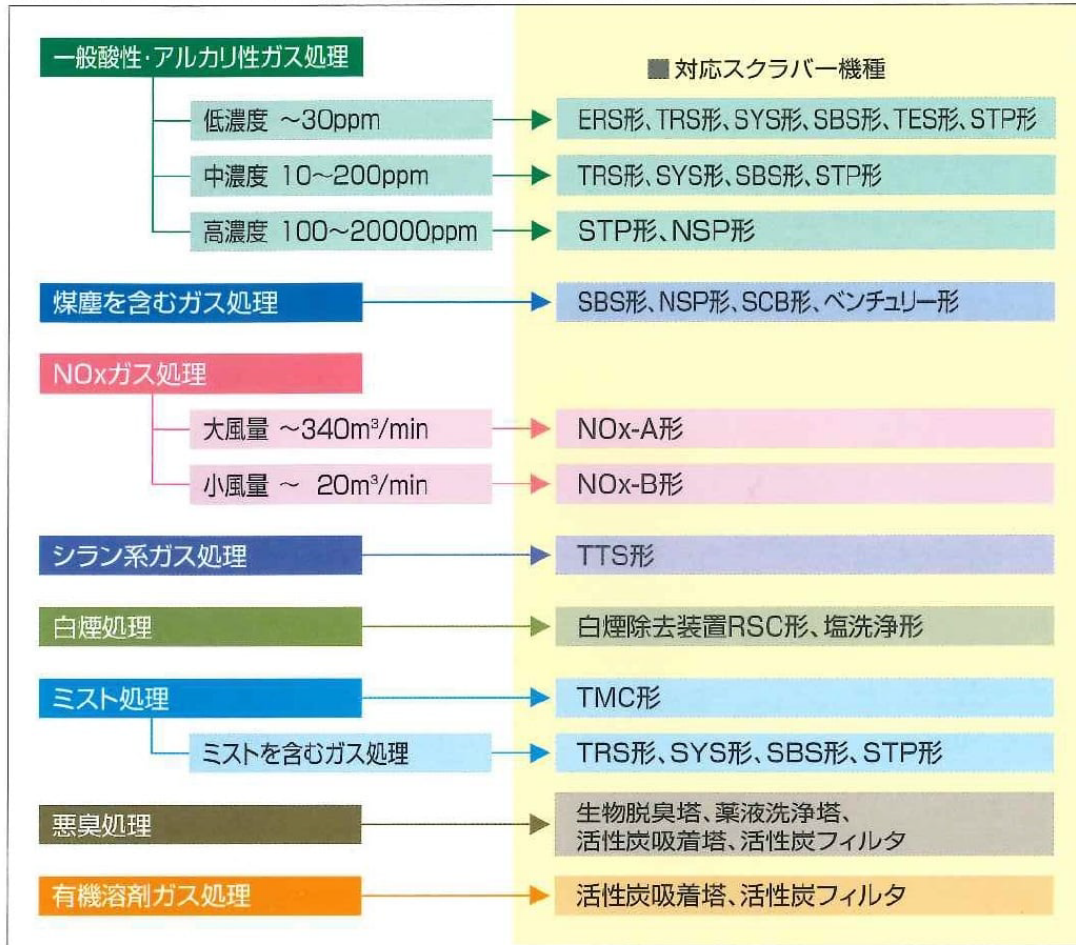 一般酸性・アルカリ性ガス処理
■対応スクラバー機種
低濃度 ～30ppm
ERS形、TRS形、SYS形、SBS形、TES形、STP形
中濃度 10～200ppm
TRS形、SYS形、SBS形、STP形
高濃度 100～20000ppm
STP形、NSP形
煤塵を含むガス処理
SBS形、NSP形、SCB形、ベンチュリー形
NOxガス処理
大風量 ～340m³/min
NOx-A形
小風量 ～ 20m³/min
NOx-B形
シラン系ガス処理
TTS形
白煙処理
白煙除去装置RSC形、塩洗浄形
ミスト処理
TMC形
ミストを含むガス処理
TRS形、SYS形、SBS形、STP形
悪臭処理
生物脱臭塔、薬液洗浄塔、
活性炭吸着塔、活性炭フィルタ
有機溶剤ガス処理
活性炭吸着塔、活性炭フィルタ